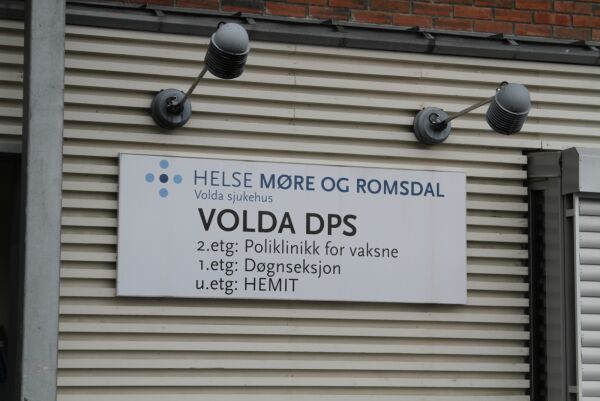 HELSE MØRE OG ROMSDAL
Volda sjukehus
VOLDA DPS
2.etg: Poliklinikk for vaksne
1.etg: Døgnseksjon
u.etg: HEMIT